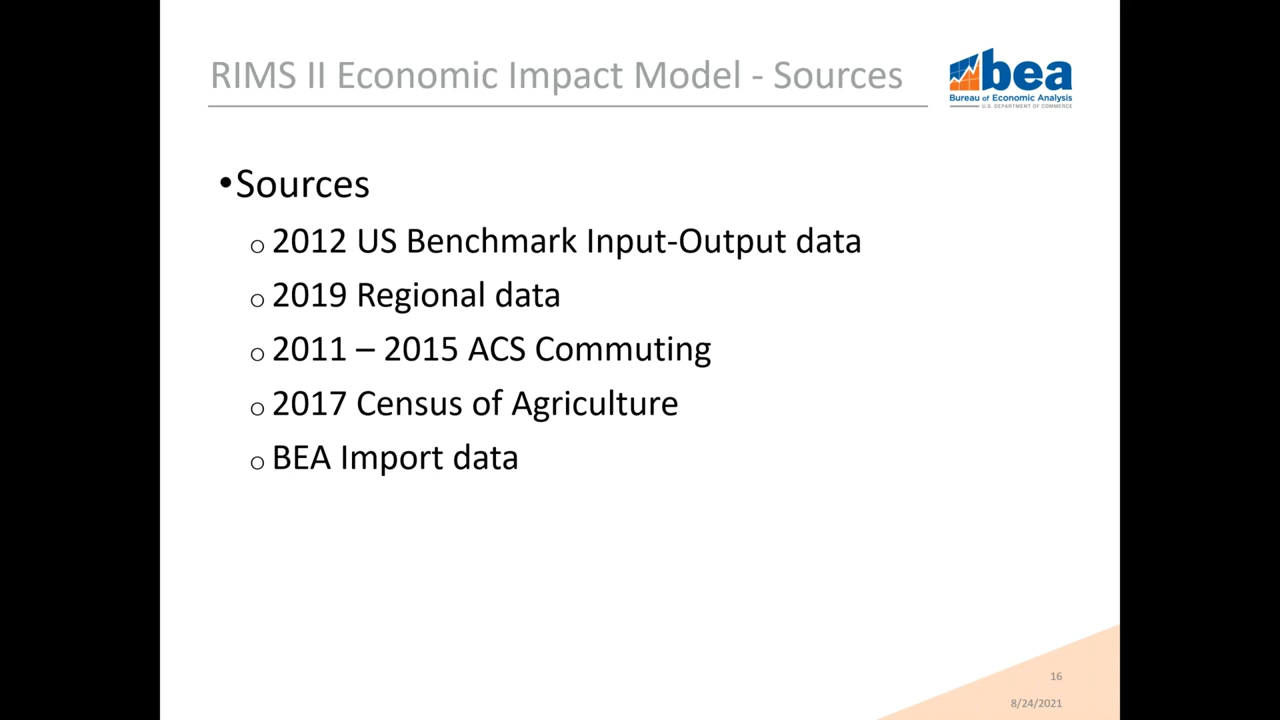 RIMS II Economic Impact Model - Sources
bea
Bureau of Economic Analysis
U.S. DEPARTMENT OF COMMERCE
•Sources
o 2012 US Benchmark Input-Output data
o 2019 Regional data
o 2011 – 2015 ACS Commuting
o 2017 Census of Agriculture
o BEA Import data
16
8/24/2021